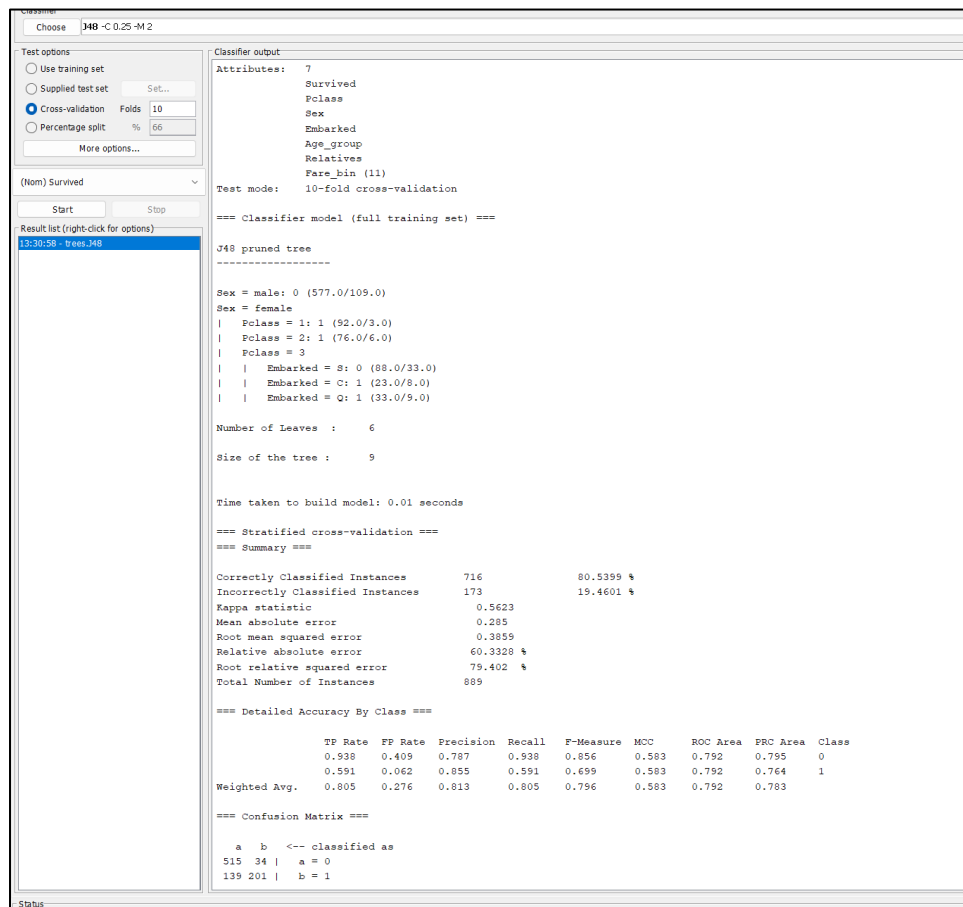 Classifier
Choose J48 -C 0.25 -M 2
Test options
Use training set
Supplied test set Set...
Cross-validation Folds 10
Percentage split % 66
More options...
(Nom) Survived
Start Stop
Result list (right-click for options)
13:30:58 - trees.J48
Classifier output
Attributes: 7
Survived
Pclass
Sex
Embarked
Age_group
Relatives
Fare_bin (11)
Test mode: 10-fold cross-validation
=== Classifier model (full training set) ===
J48 pruned tree
------------------
Sex = male: 0 (577.0/109.0)
Sex = female
| Pclass = 1: 1 (92.0/3.0)
| Pclass = 2: 1 (76.0/6.0)
| Pclass = 3
| | Embarked = S: 0 (88.0/33.0)
| | Embarked = C: 1 (23.0/8.0)
| | Embarked = Q: 1 (33.0/9.0)
Number of Leaves : 6
Size of the tree : 9
Time taken to build model: 0.01 seconds
=== Stratified cross-validation ===
=== Summary ===
Correctly Classified Instances 716 80.5399 %
Incorrectly Classified Instances 173 19.4601 %
Kappa statistic 0.5623
Mean absolute error 0.285
Root mean squared error 0.3859
Relative absolute error 60.3328 %
Root relative squared error 79.402 %
Total Number of Instances 889
=== Detailed Accuracy By Class ===
TP Rate FP Rate Precision Recall F-Measure MCC ROC Area PRC Area Class
0.938 0.409 0.787 0.938 0.856 0.583 0.792 0.795 0
0.591 0.062 0.855 0.591 0.699 0.583 0.792 0.764 1
Weighted Avg. 0.805 0.276 0.813 0.805 0.796 0.583 0.792 0.783
=== Confusion Matrix ===
a b <-- classified as
515 34 | a = 0
139 201 | b = 1
Status